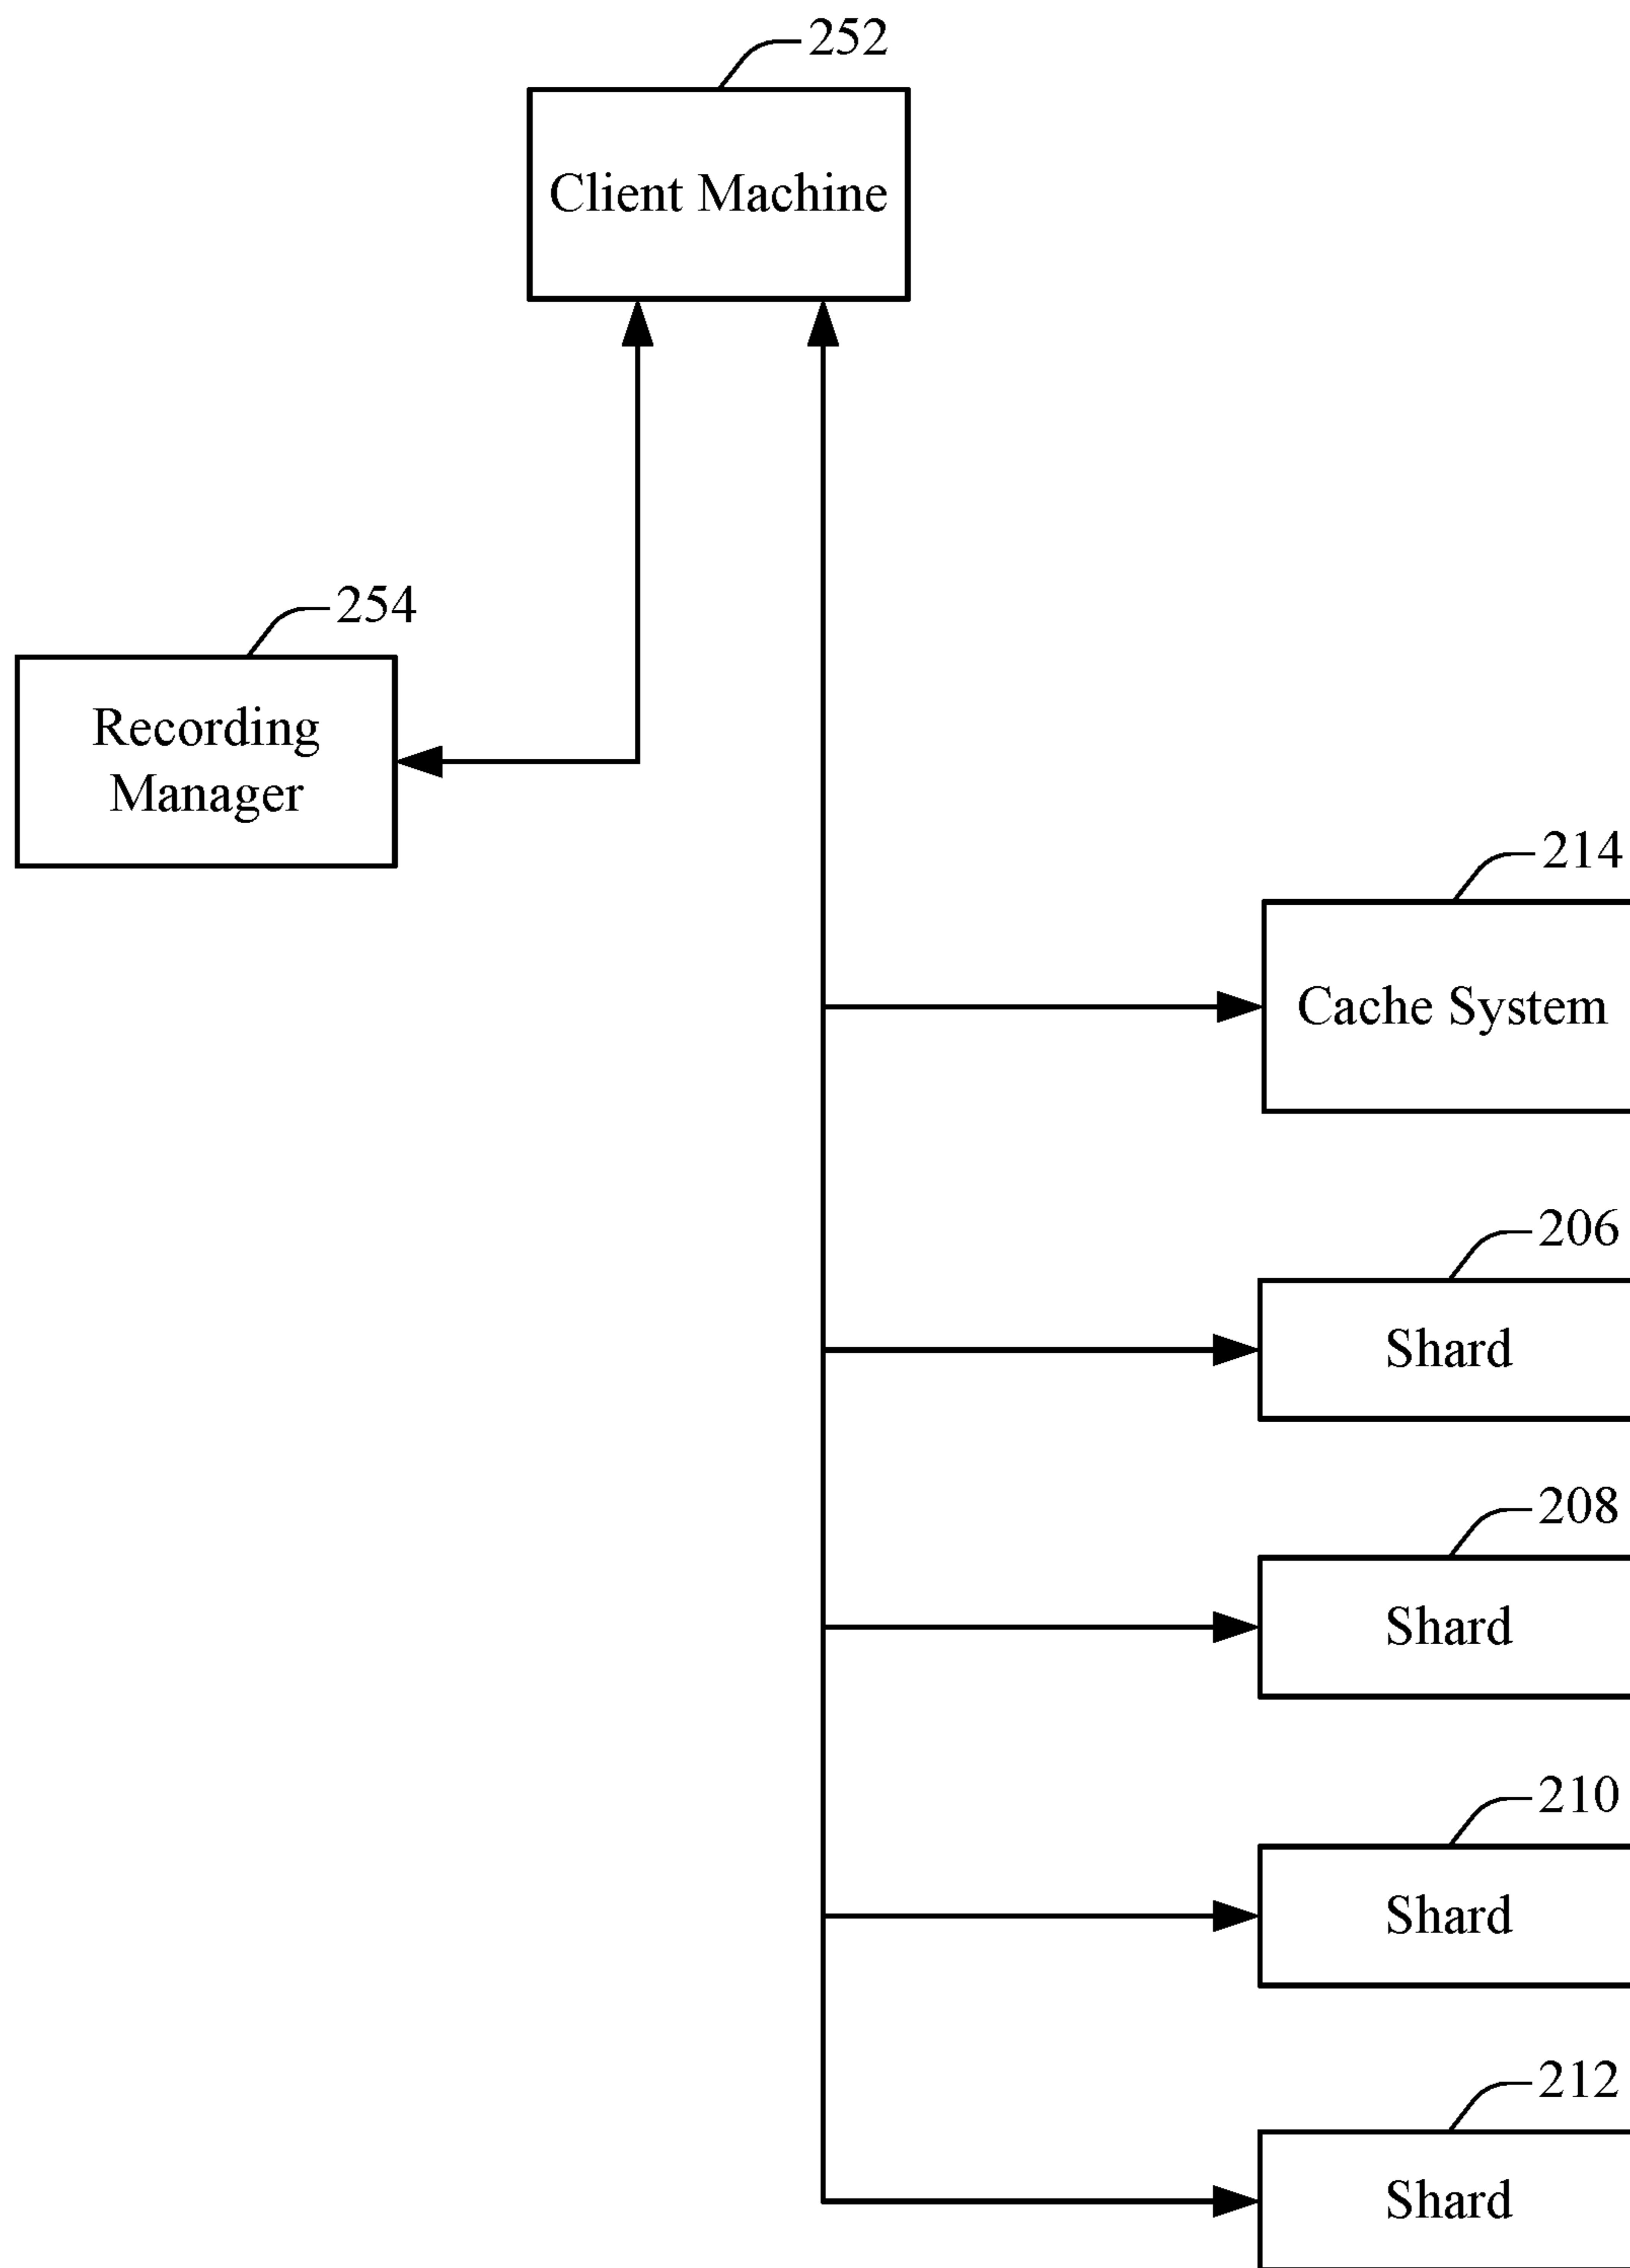 252
Client Machine
254
Recording
Manager
214
Cache System
206
Shard
208
Shard
210
Shard
212
Shard